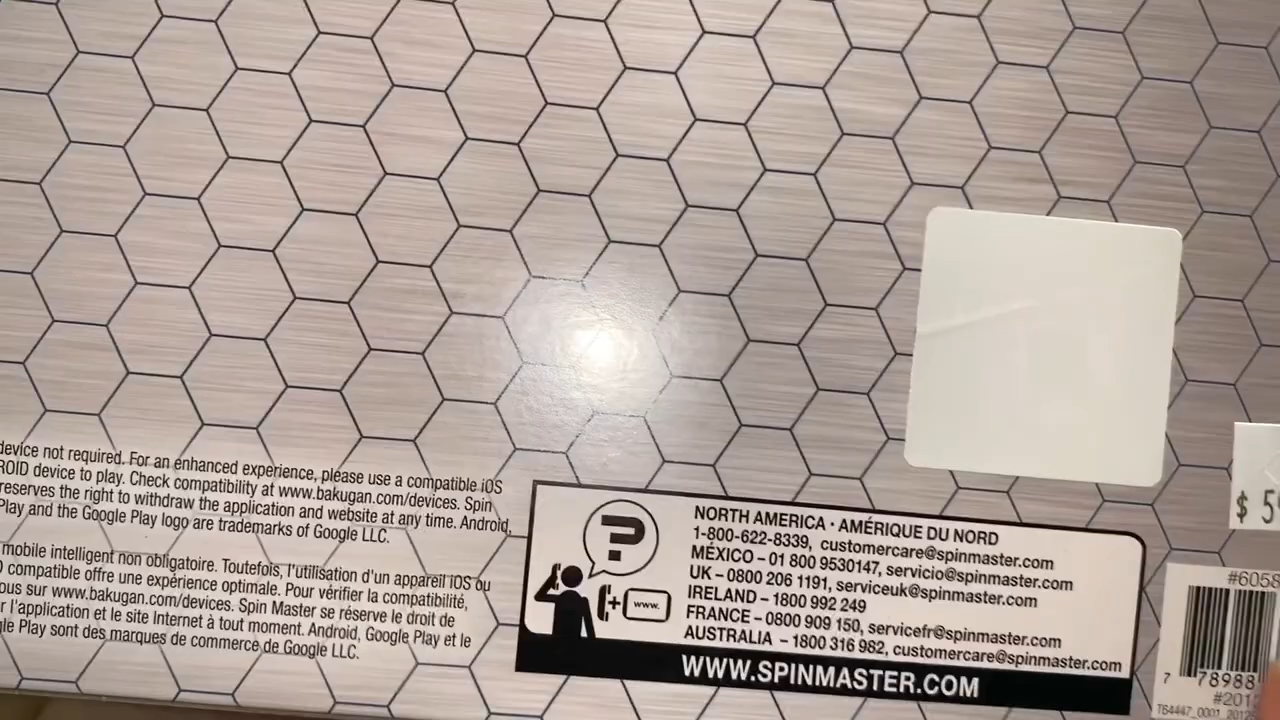 device not required. For an enhanced experience, please use a compatible iOS
ROID device to play. Check compatibility at www.bakugan.com/devices. Spin
reserves the right to withdraw the application and website at any time. Android,
Play and the Google Play logo are trademarks of Google LLC.
mobile intelligent non obligatoire. Toutefois, l'utilisation d'un appareil iOS ou
compatible offre une expérience optimale. Pour vérifier la compatibilité,
ous sur www.bakugan.com/devices. Spin Master se réserve le droit de
r l'application et le site Internet à tout moment. Android, Google Play et le
gle Play sont des marques de commerce de Google LLC.
?
www.
NORTH AMERICA · AMÉRIQUE DU NORD
1-800-622-8339, customercare@spinmaster.com
MÉXICO – 01 800 9530147, servicio@spinmaster.com
UK – 0800 206 1191, serviceuk@spinmaster.com
IRELAND – 1800 992 249
FRANCE – 0800 909 150, servicefr@spinmaster.com
AUSTRALIA – 1800 316 982, customercare@spinmaster.com
WWW.SPINMASTER.COM
$ 5
#6058
7 78988
#2012
T64447_0001_20125